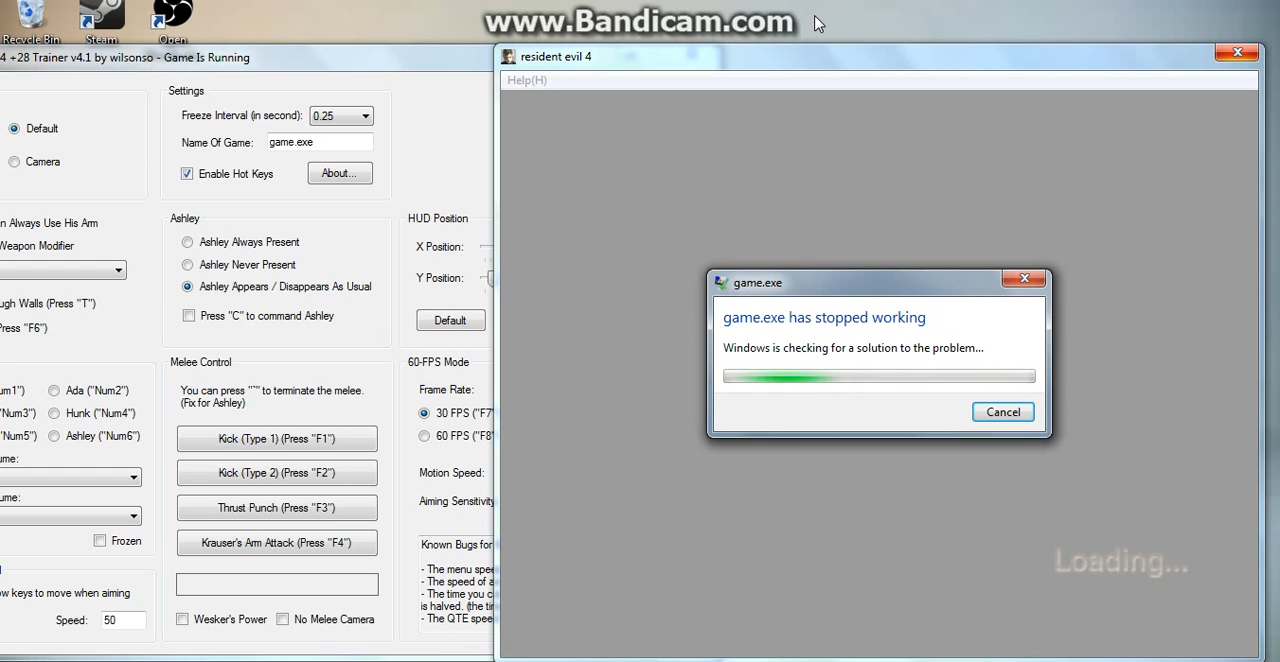 www.Bandicam.com
Recycle Bin
Steam
Open
4 +28 Trainer v4.1 by wilsonso - Game Is Running
Default
Camera
n Always Use His Arm
Weapon Modifier
ugh Walls (Press "T")
Press "F6")
um1")
Ada ("Num2")
"Num3")
Hunk ("Num4")
"Num5")
Ashley ("Num6")
ume:
ume:
Frozen
ow keys to move when aiming
Speed:
50
Settings
Freeze Interval (in second):
0.25
Name Of Game:
game.exe
Enable Hot Keys
About...
Ashley
Ashley Always Present
Ashley Never Present
Ashley Appears / Disappears As Usual
Press "C" to command Ashley
Melee Control
You can press "`" to terminate the melee.
(Fix for Ashley)
Kick (Type 1) (Press "F1")
Kick (Type 2) (Press "F2")
Thrust Punch (Press "F3")
Krauser's Arm Attack (Press "F4")
Wesker's Power
No Melee Camera
HUD Position
X Position:
Y Position:
Default
60-FPS Mode
Frame Rate:
30 FPS ("F7"
60 FPS ("F8"
Motion Speed:
Aiming Sensitivity
Known Bugs for
- The menu spee
- The speed of a
- The time you c
is halved. (the tim
- The QTE spee
resident evil 4
Help(H)
game.exe
game.exe has stopped working
Windows is checking for a solution to the problem...
Cancel
Loading...